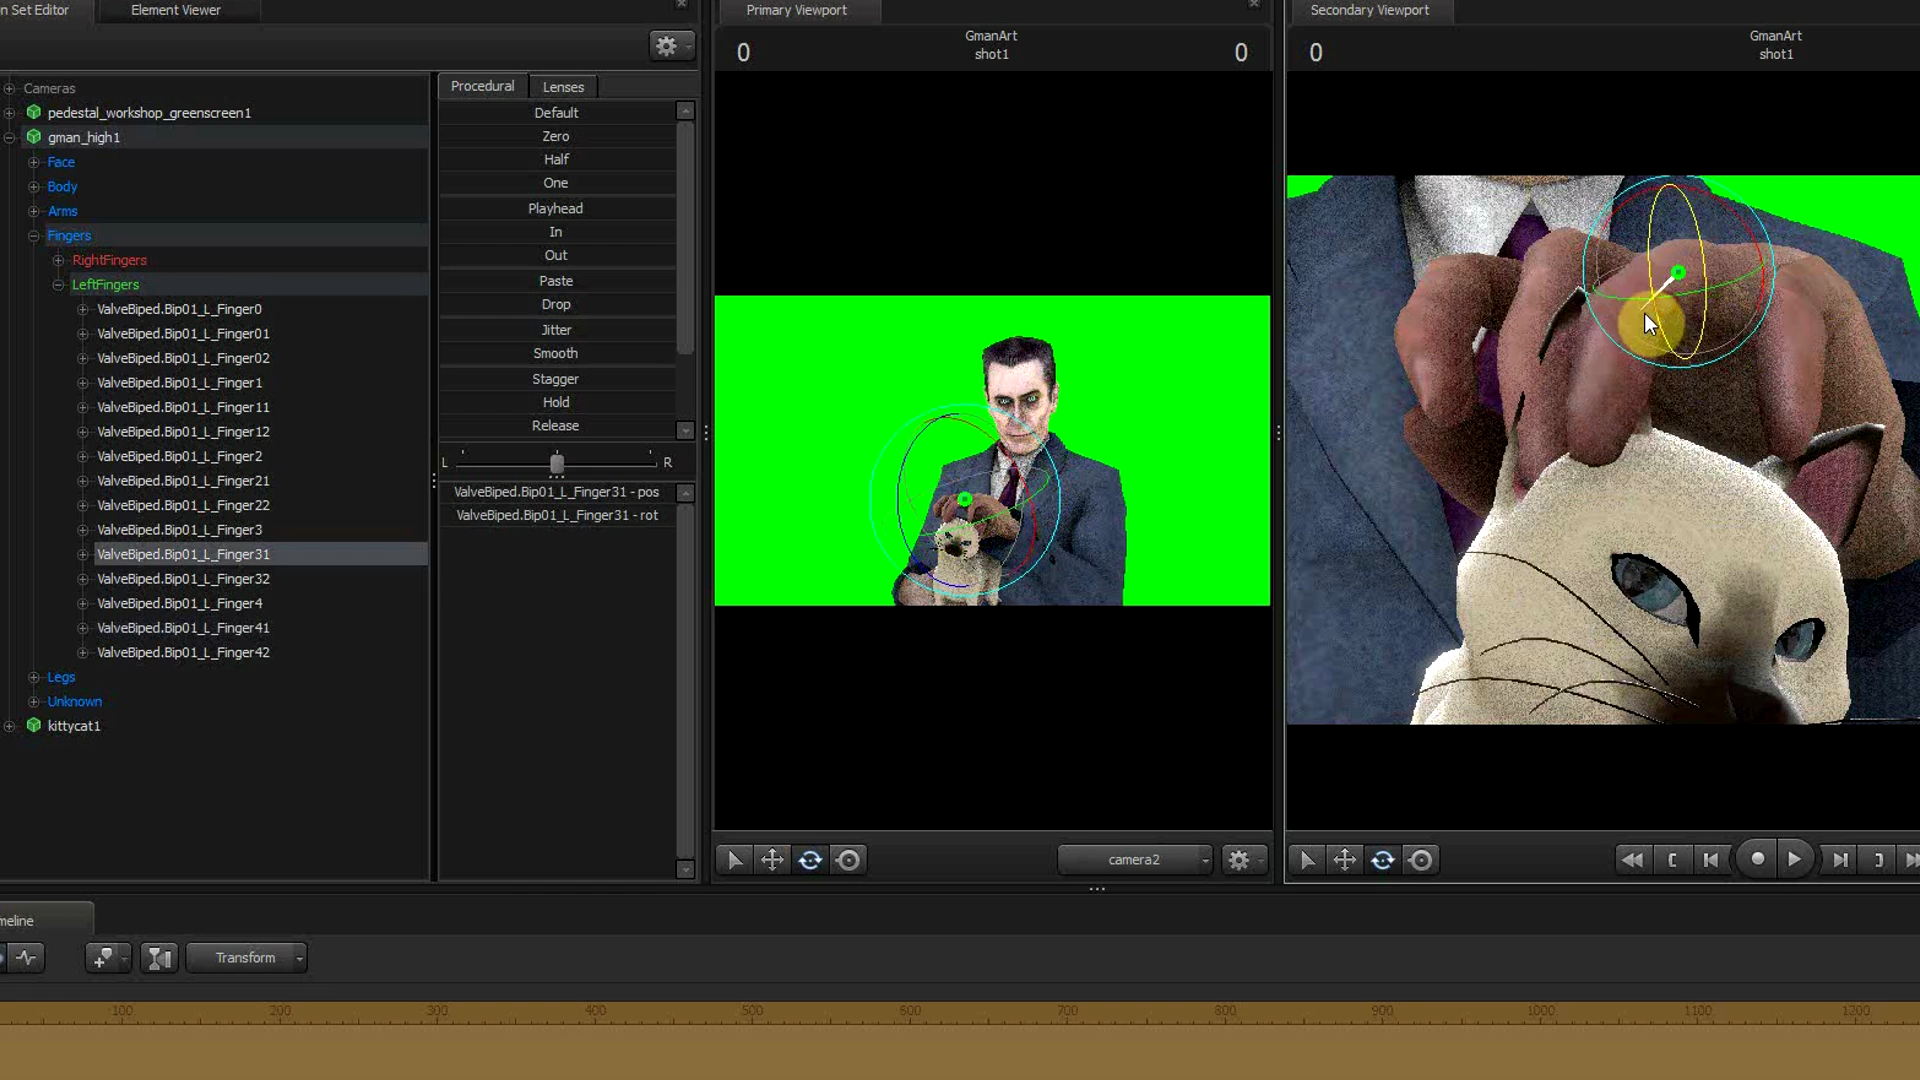 n Set Editor
Element Viewer
Primary Viewport
Secondary Viewport
0
GmanArt
shot1
0
0
GmanArt
shot1
Cameras
pedestal_workshop_greenscreen1
gman_high1
Face
Body
Arms
Fingers
RightFingers
LeftFingers
ValveBiped.Bip01_L_Finger0
ValveBiped.Bip01_L_Finger01
ValveBiped.Bip01_L_Finger02
ValveBiped.Bip01_L_Finger1
ValveBiped.Bip01_L_Finger11
ValveBiped.Bip01_L_Finger12
ValveBiped.Bip01_L_Finger2
ValveBiped.Bip01_L_Finger21
ValveBiped.Bip01_L_Finger22
ValveBiped.Bip01_L_Finger3
ValveBiped.Bip01_L_Finger31
ValveBiped.Bip01_L_Finger32
ValveBiped.Bip01_L_Finger4
ValveBiped.Bip01_L_Finger41
ValveBiped.Bip01_L_Finger42
Legs
Unknown
kittycat1
Procedural
Lenses
Default
Zero
Half
One
Playhead
In
Out
Paste
Drop
Jitter
Smooth
Stagger
Hold
Release
L
R
ValveBiped.Bip01_L_Finger31 - pos
ValveBiped.Bip01_L_Finger31 - rot
camera2
meline
Transform
100 200 300 400 500 600 700 800 900 1000 1100 1200